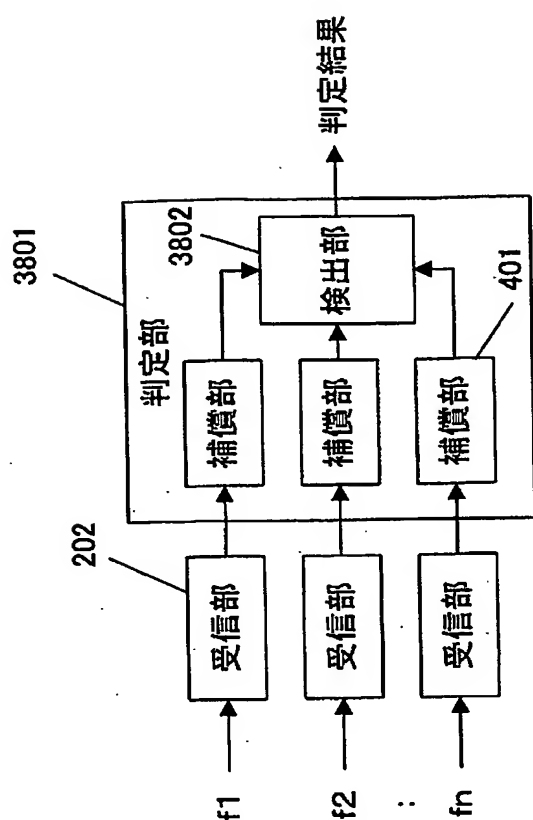 3801
判定部
202
3802
f1
受信部
補償部
検出部
判定結果
f2
受信部
補償部
:
fn
受信部
補償部
401